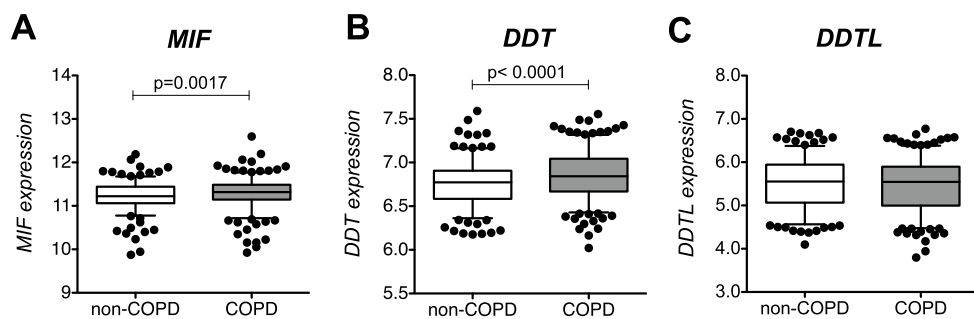 A
MIF
MIF expression
14
13
12
11
10
9
p=0.0017
non-COPD
COPD
B
DDT
DDT expression
8.0
7.5
7.0
6.5
6.0
5.5
p< 0.0001
non-COPD
COPD
C
DDTL
DDTL expression
8.0
7.0
6.0
5.0
4.0
3.0
non-COPD
COPD